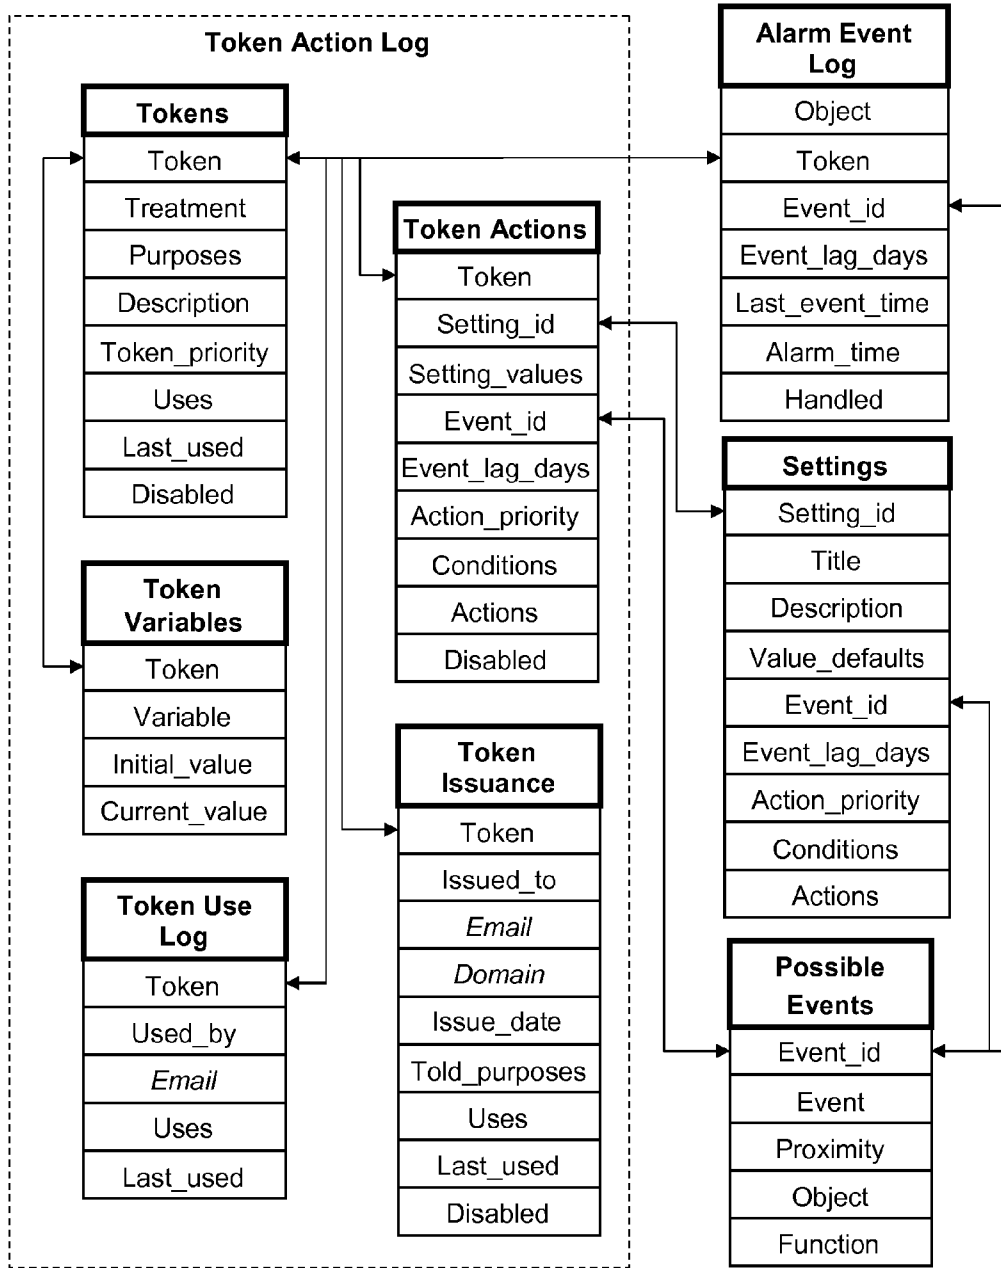 Token Action Log
Tokens
Token
Treatment
Purposes
Description
Token_priority
Uses
Last_used
Disabled
Token
Variables
Token
Variable
Initial_value
Current_value
Token Use
Log
Token
Used_by
Email
Uses
Last_used
Token Actions
Token
Setting_id
Setting_values
Event_id
Event_lag_days
Action_priority
Conditions
Actions
Disabled
Token
Issuance
Token
Issued_to
Email
Domain
Issue_date
Told_purposes
Uses
Last_used
Disabled
Alarm Event
Log
Object
Token
Event_id
Event_lag_days
Last_event_time
Alarm_time
Handled
Settings
Setting_id
Title
Description
Value_defaults
Event_id
Event_lag_days
Action_priority
Conditions
Actions
Possible
Events
Event_id
Event
Proximity
Object
Function